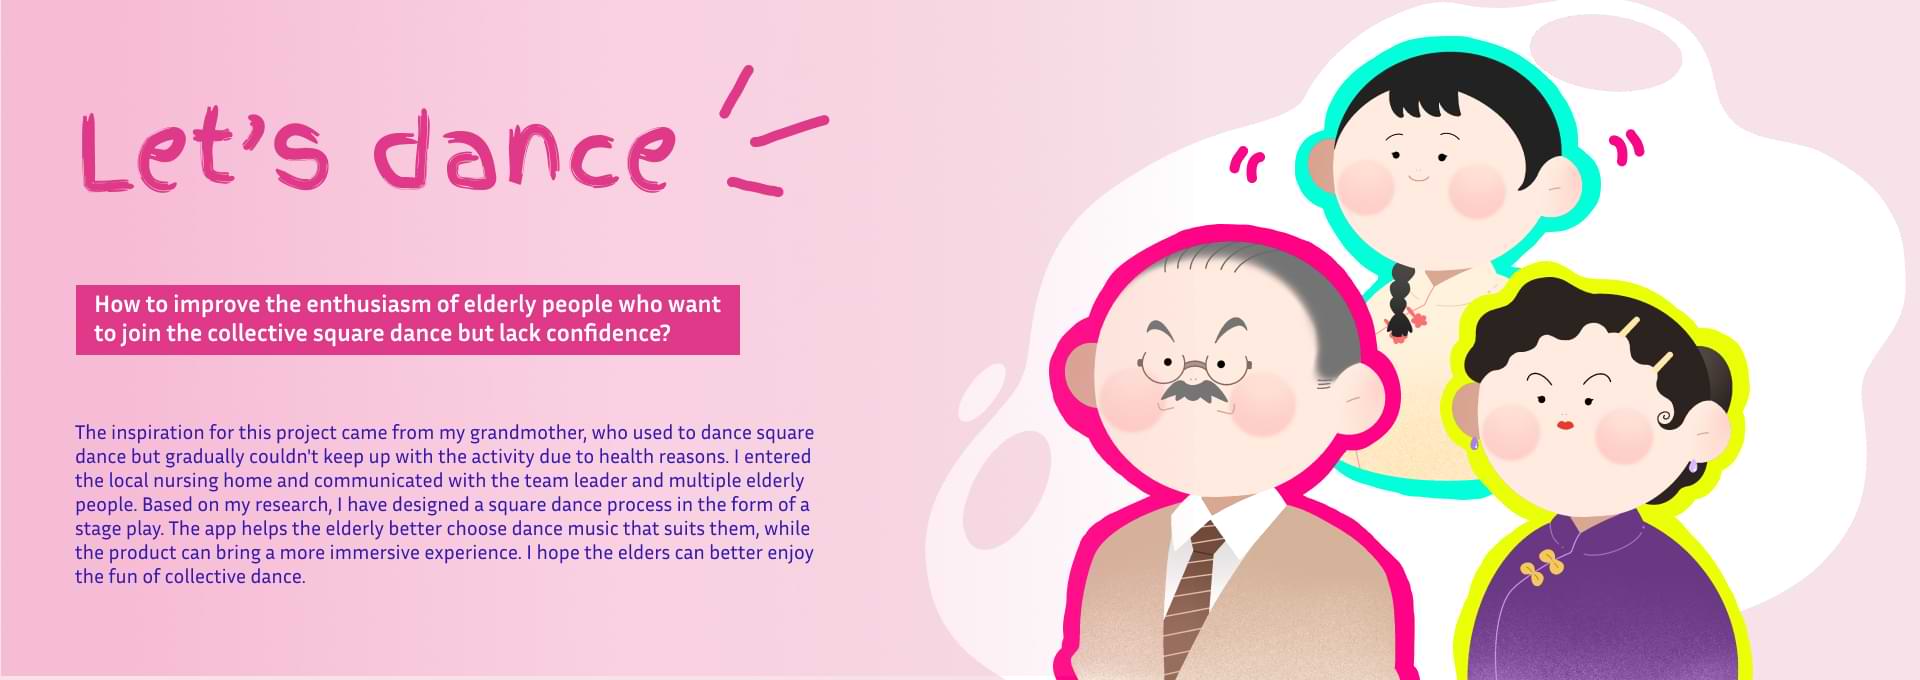 Let's dance
How to improve the enthusiasm of elderly people who want
to join the collective square dance but lack confidence?
The inspiration for this project came from my grandmother, who used to dance square
dance but gradually couldn't keep up with the activity due to health reasons. I entered
the local nursing home and communicated with the team leader and multiple elderly
people. Based on my research, I have designed a square dance process in the form of a
stage play. The app helps the elderly better choose dance music that suits them, while
the product can bring a more immersive experience. I hope the elders can better enjoy
the fun of collective dance.